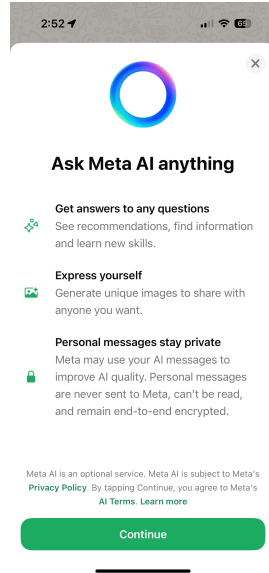 2:52
65
Ask Meta AI anything
Get answers to any questions
See recommendations, find information
and learn new skills.
Express yourself
Generate unique images to share with
anyone you want.
Personal messages stay private
Meta may use your AI messages to
improve AI quality. Personal messages
are never sent to Meta, can't be read,
and remain end-to-end encrypted.
Meta AI is an optional service. Meta AI is subject to Meta's
Privacy Policy. By tapping Continue, you agree to Meta's
AI Terms. Learn more
Continue